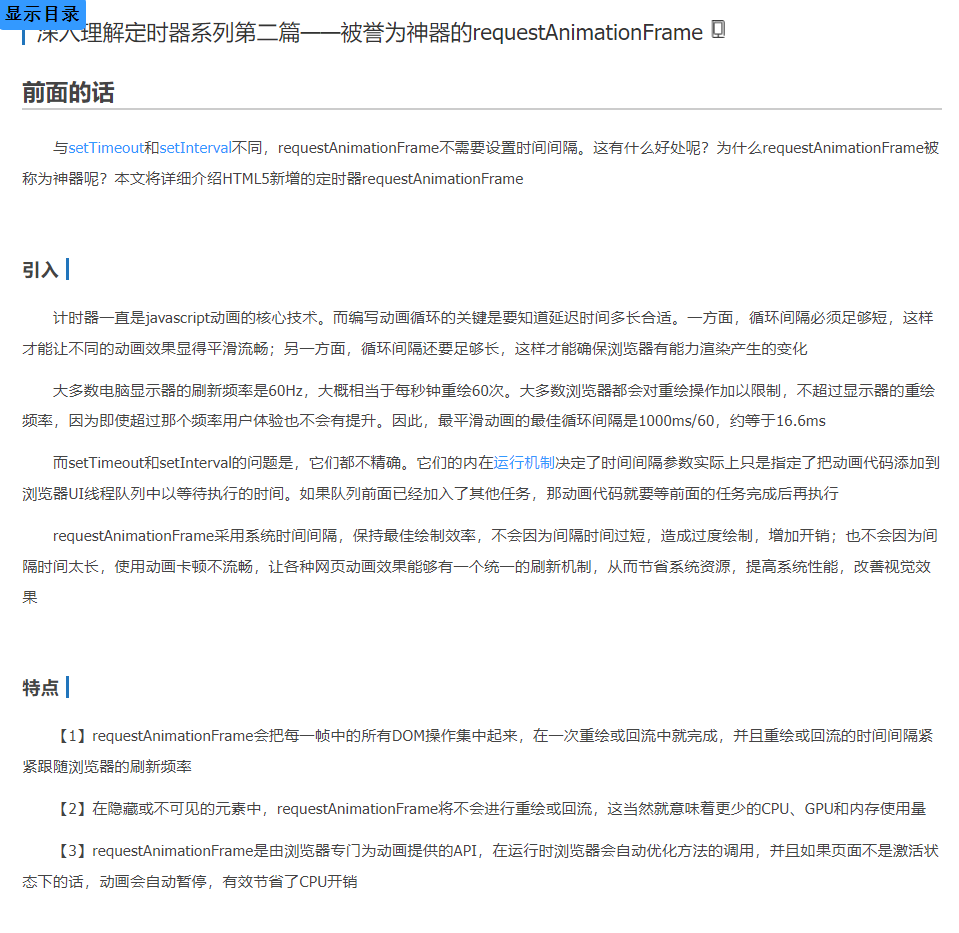 显示目录
深入理解定时器系列第二篇——被誉为神器的requestAnimationFrame
前面的话
与setTimeout和setInterval不同，requestAnimationFrame不需要设置时间间隔。这有什么好处呢？为什么requestAnimationFrame被
称为神器呢？本文将详细介绍HTML5新增的定时器requestAnimationFrame
引入
计时器一直是javascript动画的核心技术。而编写动画循环的关键是要知道延迟时间多长合适。一方面，循环间隔必须足够短，这样
才能让不同的动画效果显得平滑流畅；另一方面，循环间隔还要足够长，这样才能确保浏览器有能力渲染产生的变化
大多数电脑显示器的刷新频率是60Hz，大概相当于每秒钟重绘60次。大多数浏览器都会对重绘操作加以限制，不超过显示器的重绘
频率，因为即使超过那个频率用户体验也不会有提升。因此，最平滑动画的最佳循环间隔是1000ms/60，约等于16.6ms
而setTimeout和setInterval的问题是，它们都不精确。它们的内在运行机制决定了时间间隔参数实际上只是指定了把动画代码添加到
浏览器UI线程队列中以等待执行的时间。如果队列前面已经加入了其他任务，那动画代码就要等前面的任务完成后再执行
requestAnimationFrame采用系统时间间隔，保持最佳绘制效率，不会因为间隔时间过短，造成过度绘制，增加开销；也不会因为间
隔时间太长，使用动画卡顿不流畅，让各种网页动画效果能够有一个统一的刷新机制，从而节省系统资源，提高系统性能，改善视觉效
果
特点
【1】requestAnimationFrame会把每一帧中的所有DOM操作集中起来，在一次重绘或回流中就完成，并且重绘或回流的时间间隔紧
紧跟随浏览器的刷新频率
【2】在隐藏或不可见的元素中，requestAnimationFrame将不会进行重绘或回流，这当然就意味着更少的CPU、GPU和内存使用量
【3】requestAnimationFrame是由浏览器专门为动画提供的API，在运行时浏览器会自动优化方法的调用，并且如果页面不是激活状
态下的话，动画会自动暂停，有效节省了CPU开销